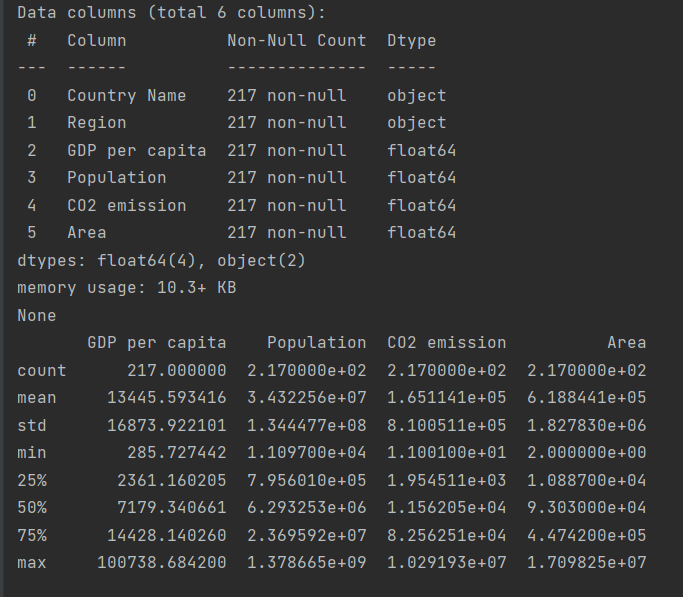 Data columns (total 6 columns):
 #   Column          Non-Null Count  Dtype
---  ------          --------------  -----
 0   Country Name    217 non-null    object
 1   Region          217 non-null    object
 2   GDP per capita  217 non-null    float64
 3   Population      217 non-null    float64
 4   CO2 emission    217 non-null    float64
 5   Area            217 non-null    float64
dtypes: float64(4), object(2)
memory usage: 10.3+ KB
None
       GDP per capita    Population  CO2 emission          Area
count      217.000000  2.170000e+02  2.170000e+02  2.170000e+02
mean     13445.593416  3.432256e+07  1.651141e+05  6.188441e+05
std      16873.922101  1.344477e+08  8.100511e+05  1.827830e+06
min        285.727442  1.109700e+04  1.100100e+01  2.000000e+00
25%       2361.160205  7.956010e+05  1.954511e+03  1.088700e+04
50%       7179.340661  6.293253e+06  1.156205e+04  9.303000e+04
75%      14428.140260  2.369592e+07  8.256251e+04  4.474200e+05
max     100738.684200  1.378665e+09  1.029193e+07  1.709825e+07